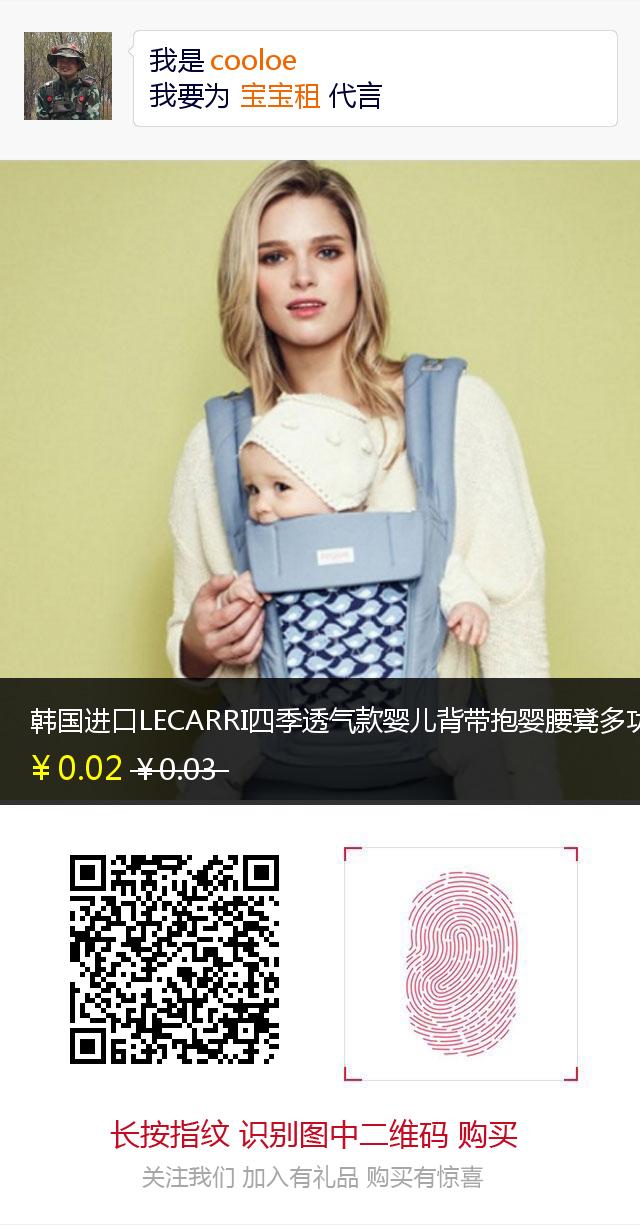 我是 cooloe
我要为 宝宝租 代言
韩国进口LECARRI四季透气款婴儿背带抱婴腰凳多功
¥0.02 ¥0.03
长按指纹 识别图中二维码 购买
关注我们 加入有礼品 购买有惊喜